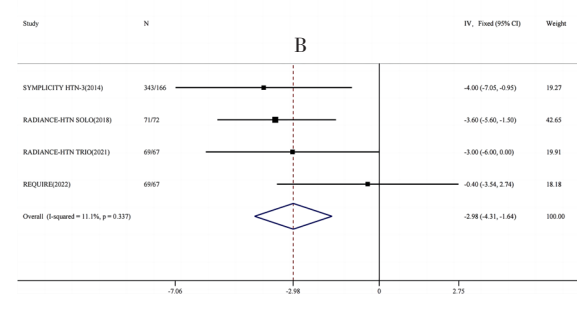 Study N IV, Fixed (95% CI) Weight
B
SYMPLICITY HTN-3(2014) 343/166 -4.00 (-7.05, -0.95) 19.27
RADIANCE-HTN SOLO(2018) 71/72 -3.60 (-5.60, -1.50) 42.65
RADIANCE-HTN TRIO(2021) 69/67 -3.00 (-6.00, 0.00) 19.91
REQUIRE(2022) 69/67 -0.40 (-3.54, 2.74) 18.18
Overall (I-squared = 11.1%, p = 0.337) -2.98 (-4.31, -1.64) 100.00
-7.06 -2.98 0 2.75